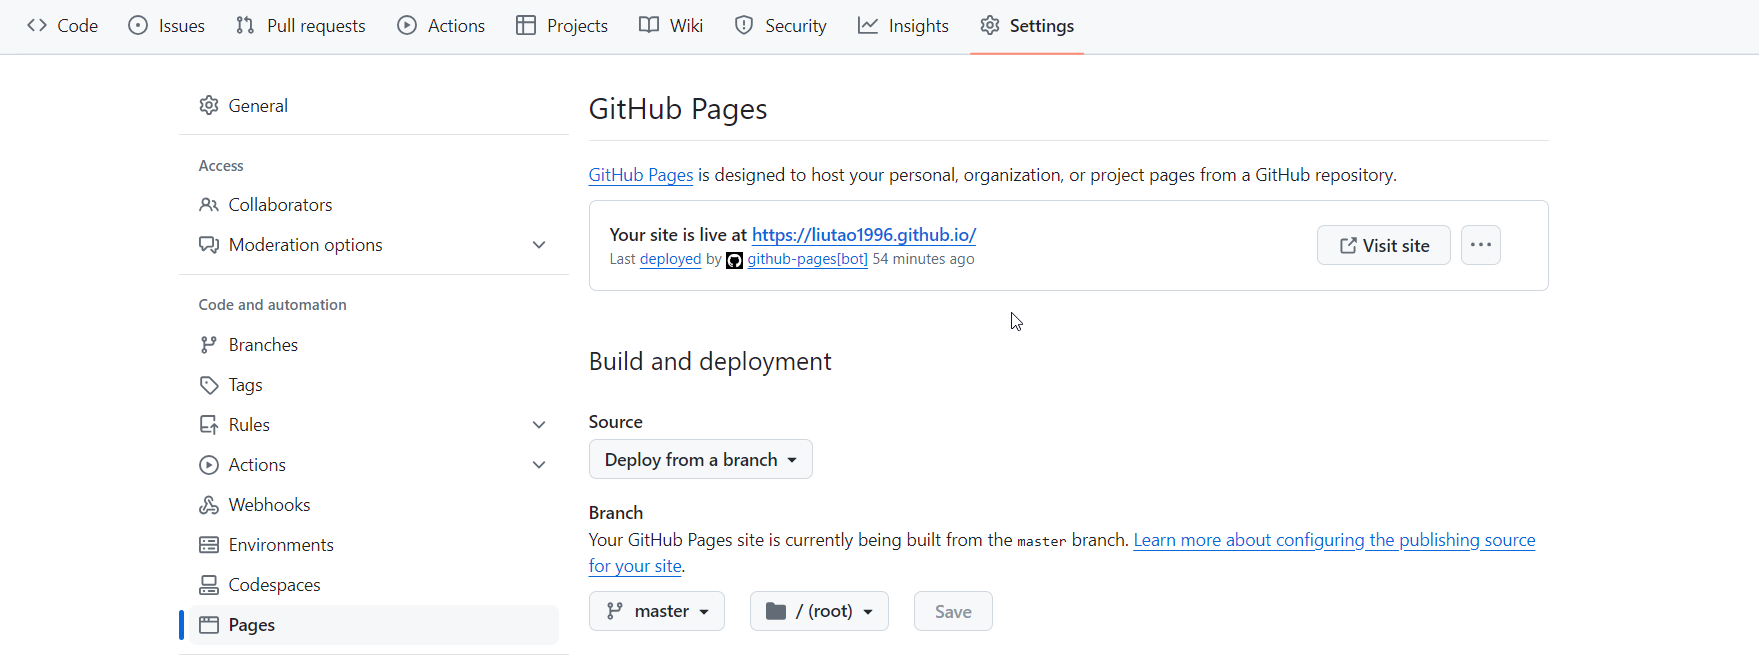 Code Issues Pull requests Actions Projects Wiki Security Insights Settings
General
Access
Collaborators
Moderation options
Code and automation
Branches
Tags
Rules
Actions
Webhooks
Environments
Codespaces
Pages
GitHub Pages
GitHub Pages is designed to host your personal, organization, or project pages from a GitHub repository.
Your site is live at https://liutao1996.github.io/
Last deployed by github-pages[bot] 54 minutes ago
Visit site
Build and deployment
Source
Deploy from a branch
Branch
Your GitHub Pages site is currently being built from the master branch. Learn more about configuring the publishing source
for your site.
master / (root) Save